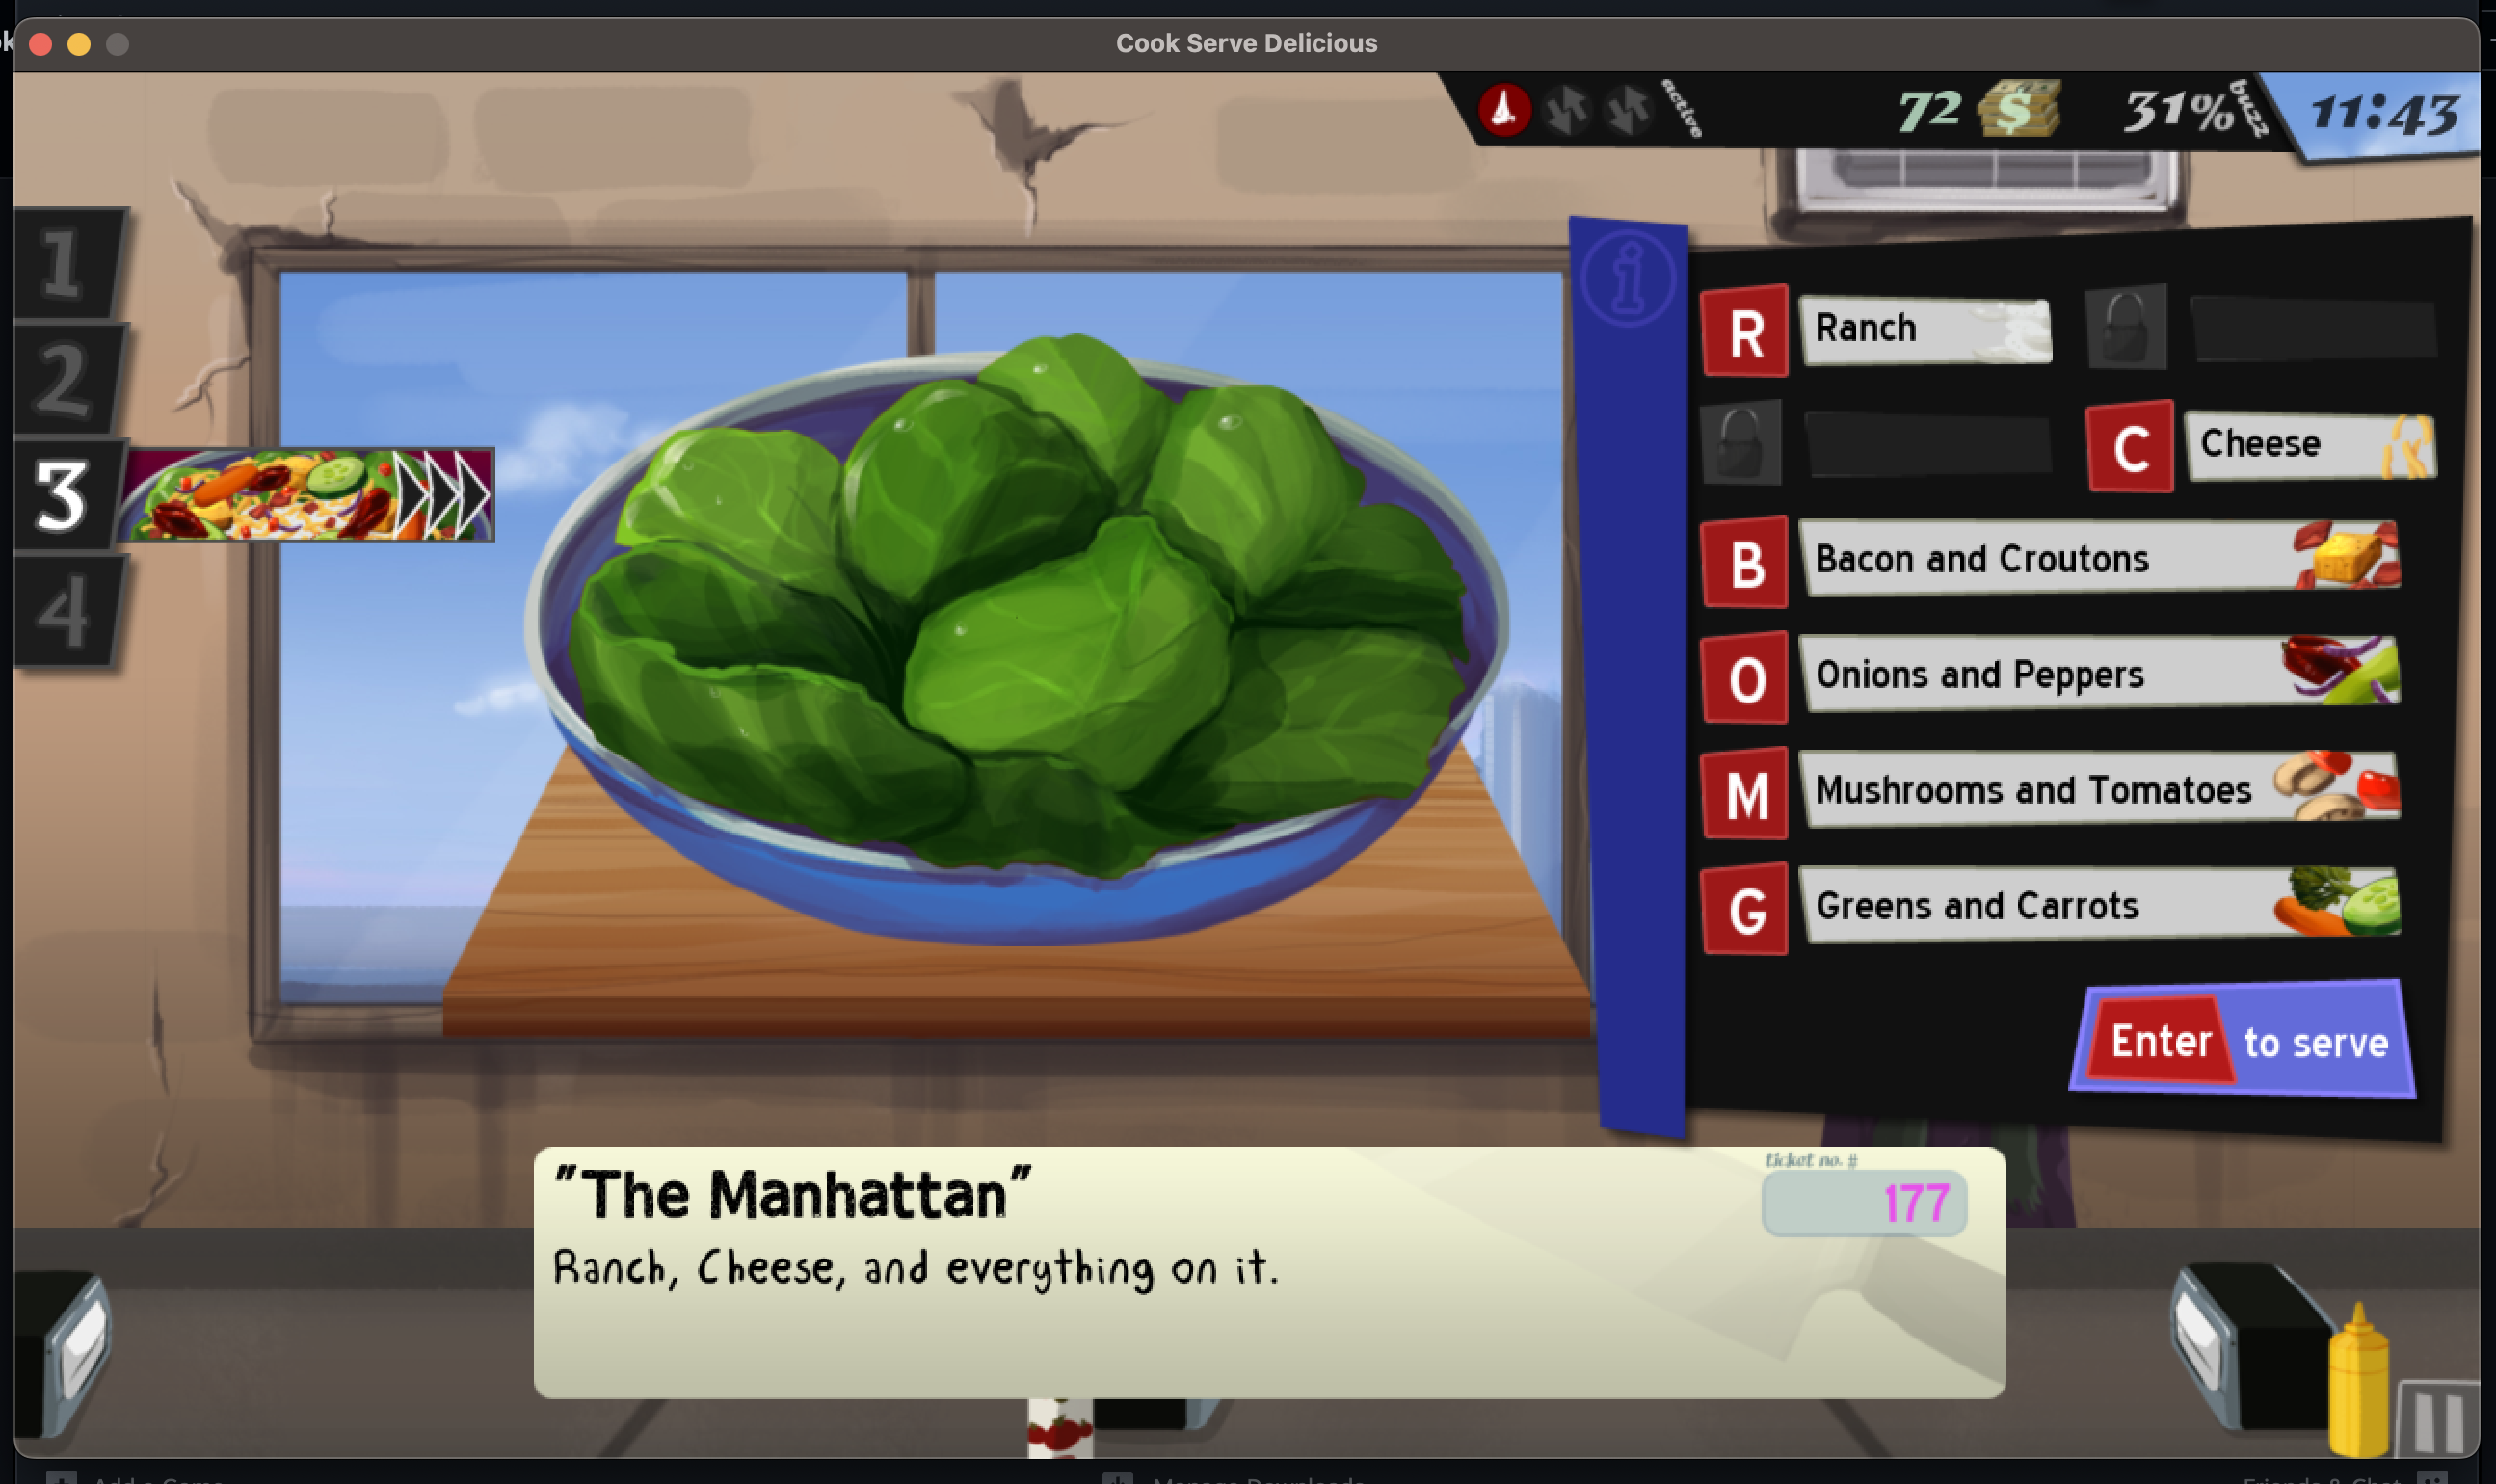 Cook Serve Delicious
active
72 $
31% buzz
11:43
1
2
3
4
i
R Ranch
C Cheese
B Bacon and Croutons
O Onions and Peppers
M Mushrooms and Tomatoes
G Greens and Carrots
Enter to serve
"The Manhattan"
ticket no. #
177
Ranch, Cheese, and everything on it.